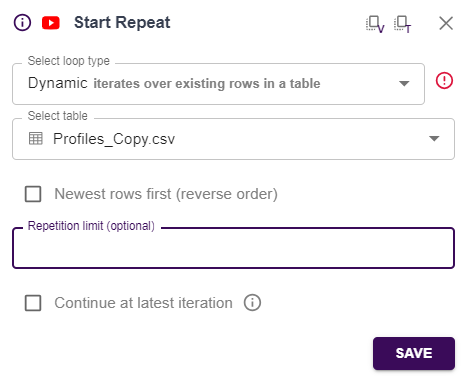 Start Repeat
V
T
Select loop type
Dynamic iterates over existing rows in a table
Select table
Profiles_Copy.csv
Newest rows first (reverse order)
Repetition limit (optional)
Continue at latest iteration
SAVE